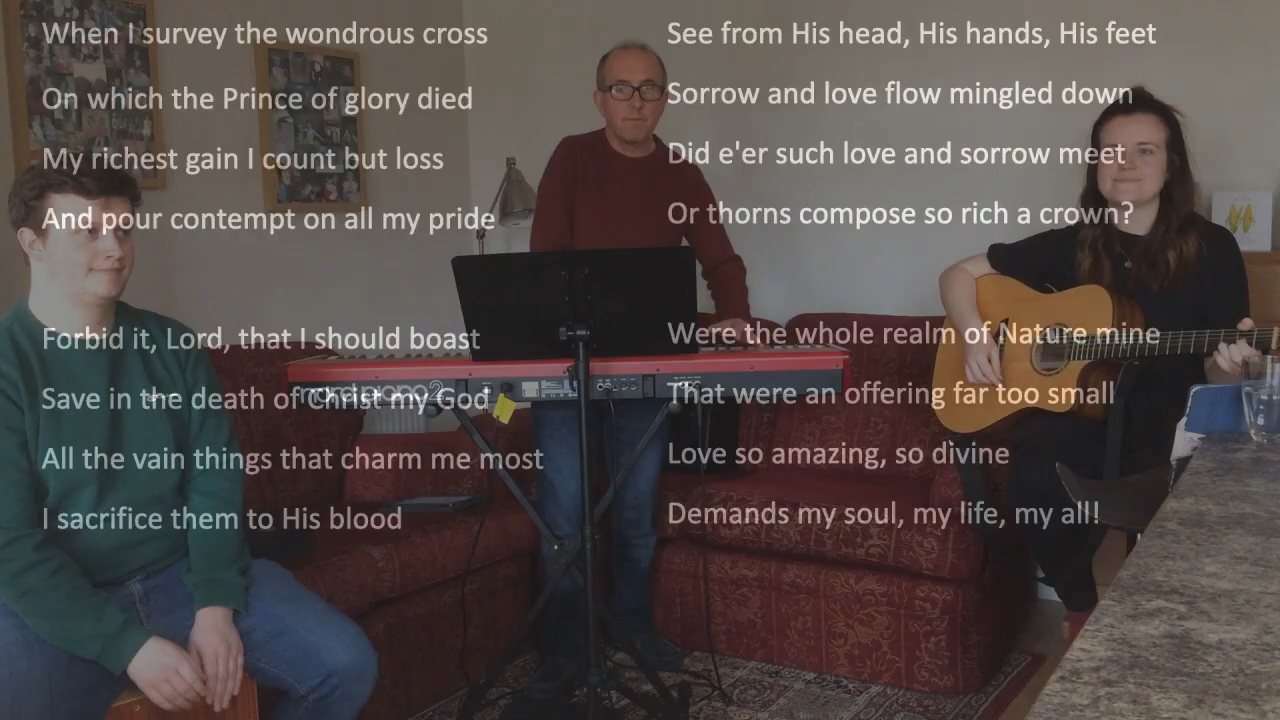 When I survey the wondrous cross
On which the Prince of glory died
My richest gain I count but loss
And pour contempt on all my pride
Forbid it, Lord, that I should boast
Save in the death of Christ my God
All the vain things that charm me most
I sacrifice them to His blood
See from His head, His hands, His feet
Sorrow and love flow mingled down
Did e'er such love and sorrow meet
Or thorns compose so rich a crown?
Were the whole realm of Nature mine
That were an offering far too small
Love so amazing, so divine
Demands my soul, my life, my all!
nord piano 2